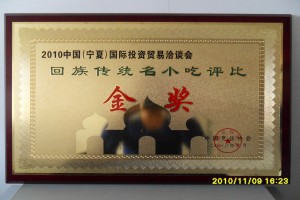 2010中国(宁夏)国际投资贸易洽谈会
回族传统名小吃评比
金奖
2010/11/09 16:23